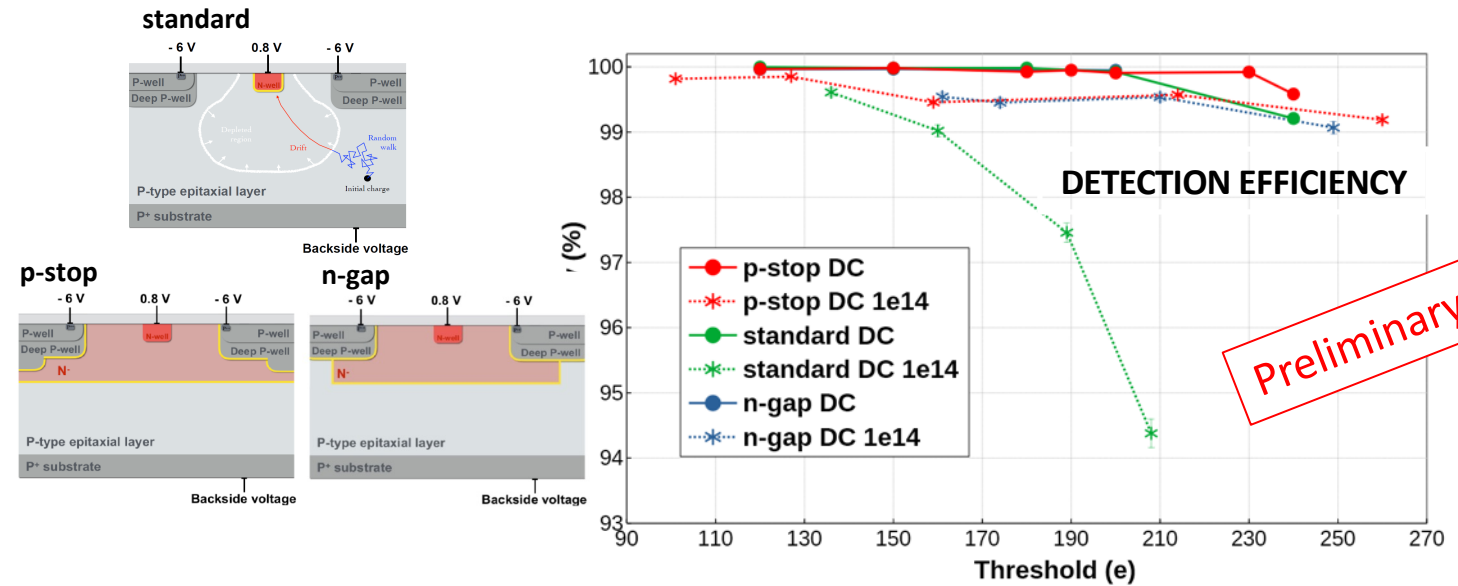 standard
- 6 V 0.8 V - 6 V
P-well N-well P-well
Deep P-well Deep P-well
Depleted
region
Drift
Random
walk
Initial charge
P-type epitaxial layer
P⁺ substrate
Backside voltage
p-stop
- 6 V 0.8 V - 6 V
P-well N-well P-well
Deep P-well Deep P-well
N⁻
P-type epitaxial layer
P⁺ substrate
Backside voltage
n-gap
- 6 V 0.8 V - 6 V
P-well N-well P-well
Deep P-well Deep P-well
N⁻
P-type epitaxial layer
P⁺ substrate
Backside voltage
(%)
100
99
98
97
96
95
94
93
DETECTION EFFICIENCY
p-stop DC
p-stop DC 1e14
standard DC
standard DC 1e14
n-gap DC
n-gap DC 1e14
Preliminary
90 110 130 150 170 190 210 230 250 270
Threshold (e)